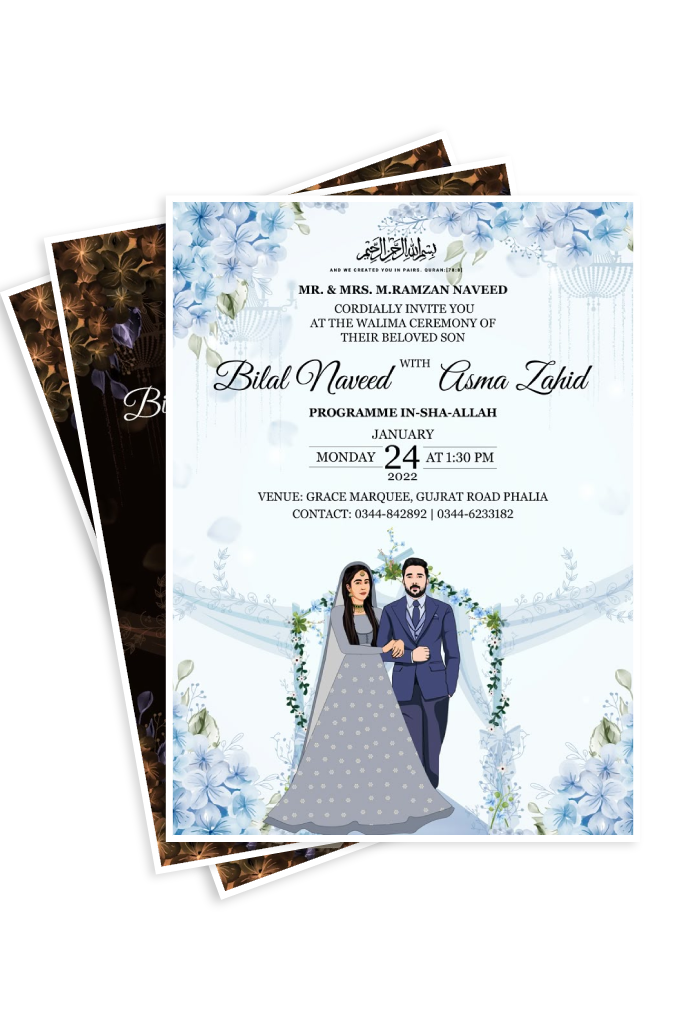 بسم الله الرحمن الرحيم
AND WE CREATED YOU IN PAIRS. QURAN:[78:8]
MR. & MRS. M.RAMZAN NAVEED
CORDIALLY INVITE YOU
AT THE WALIMA CEREMONY OF
THEIR BELOVED SON
Bilal Naveed WITH Asma Zahid
PROGRAMME IN-SHA-ALLAH
JANUARY
MONDAY 24 AT 1:30 PM
2022
VENUE: GRACE MARQUEE, GUJRAT ROAD PHALIA
CONTACT: 0344-842892 | 0344-6233182
Bi